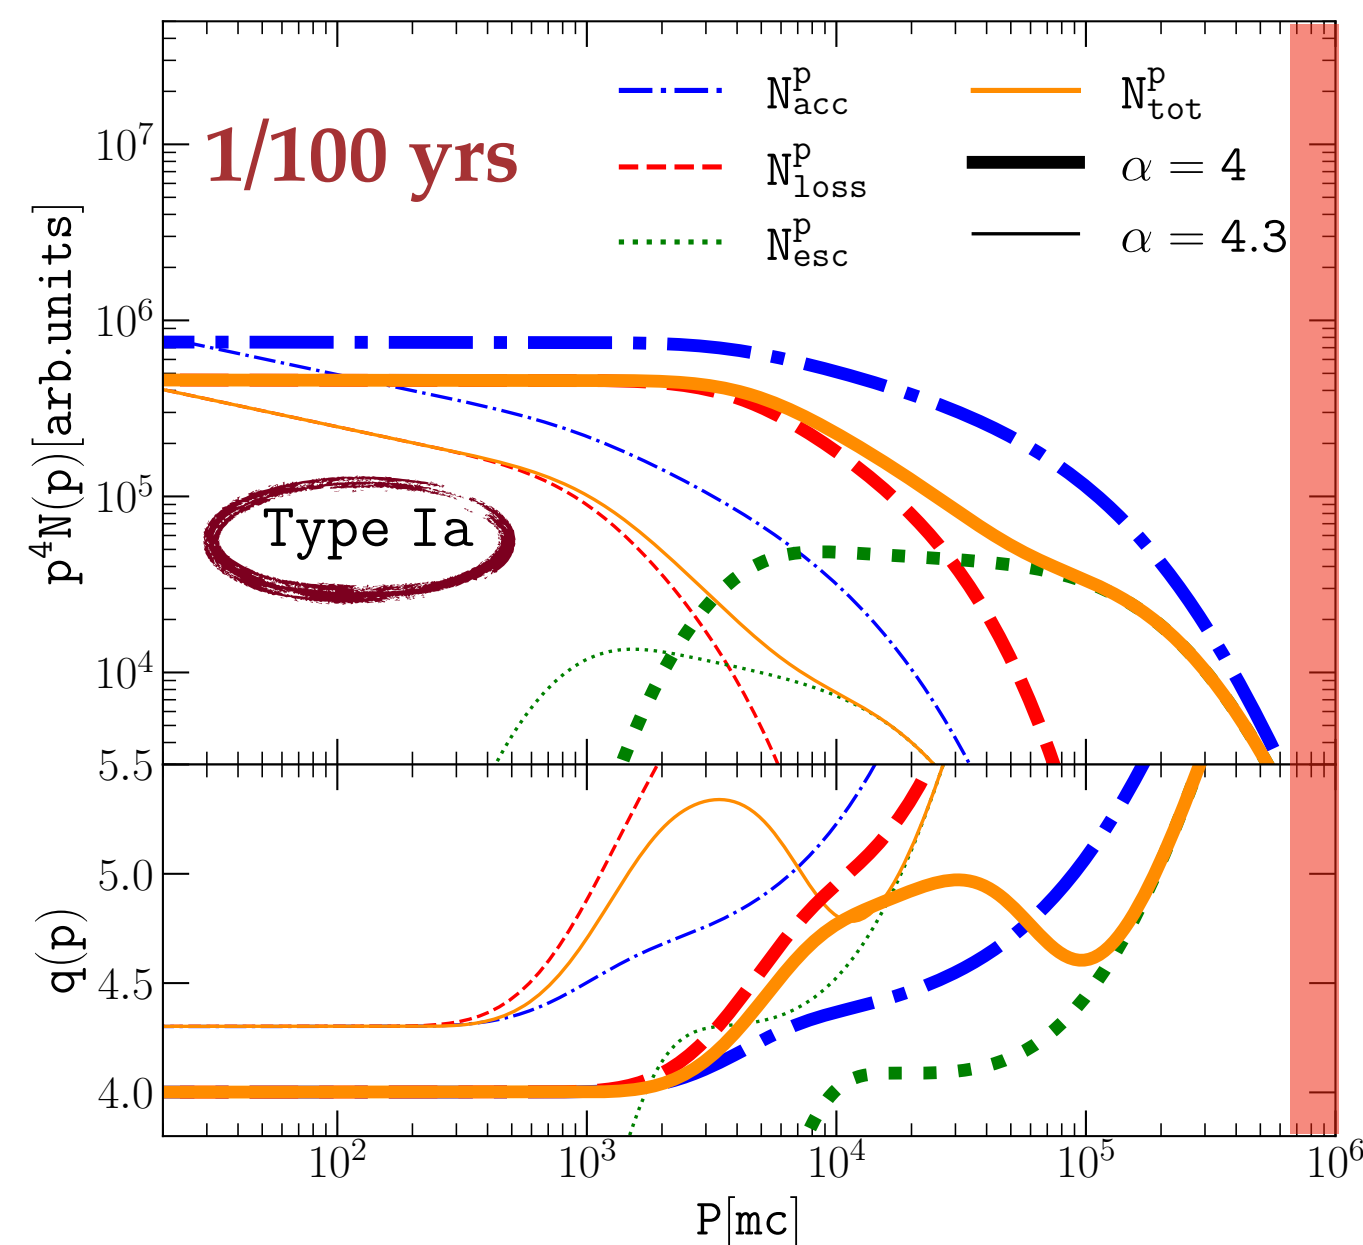 N^p_acc
N^p_tot
1/100 yrs
N^p_loss
α = 4
N^p_esc
α = 4.3
10^7
10^6
10^5
10^4
p^4N(p)[arb.units]
Type Ia
5.5
5.0
4.5
4.0
q(p)
10^2 10^3 10^4 10^5 10^6
P[mc]